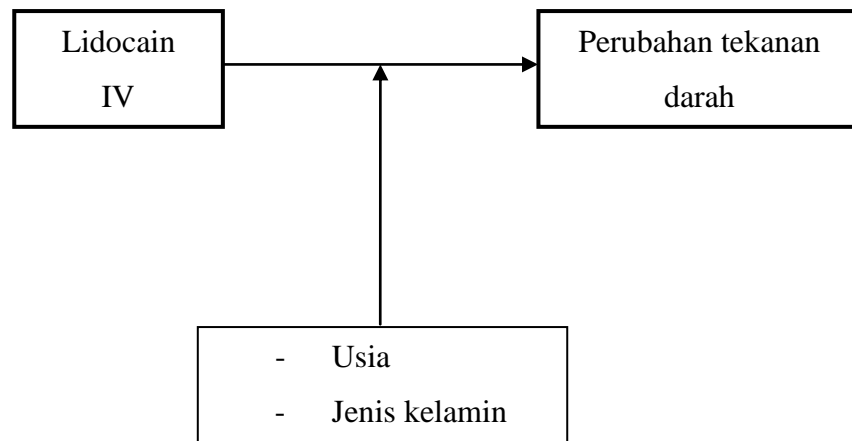 Lidocain
IV
Perubahan tekanan
darah
- Usia
- Jenis kelamin